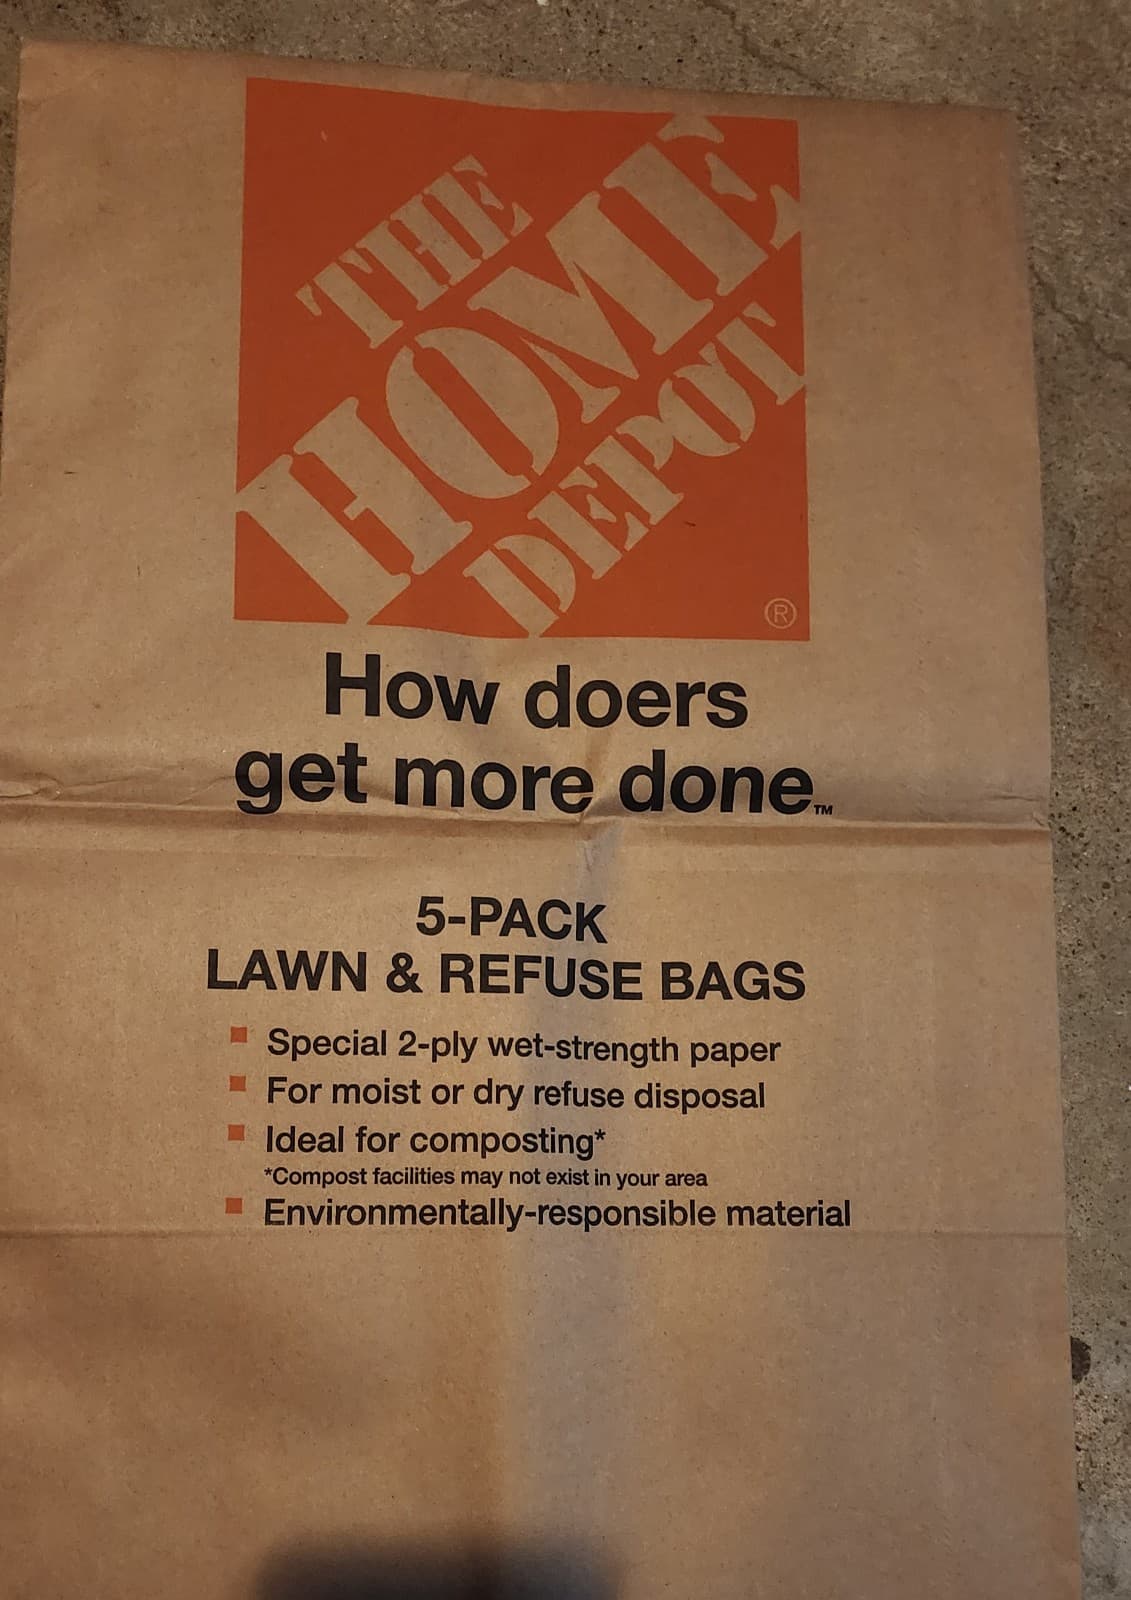 THE
HOME
DEPOT
®
How doers
get more done™
5-PACK
LAWN & REFUSE BAGS
Special 2-ply wet-strength paper
For moist or dry refuse disposal
Ideal for composting*
*Compost facilities may not exist in your area
Environmentally-responsible material